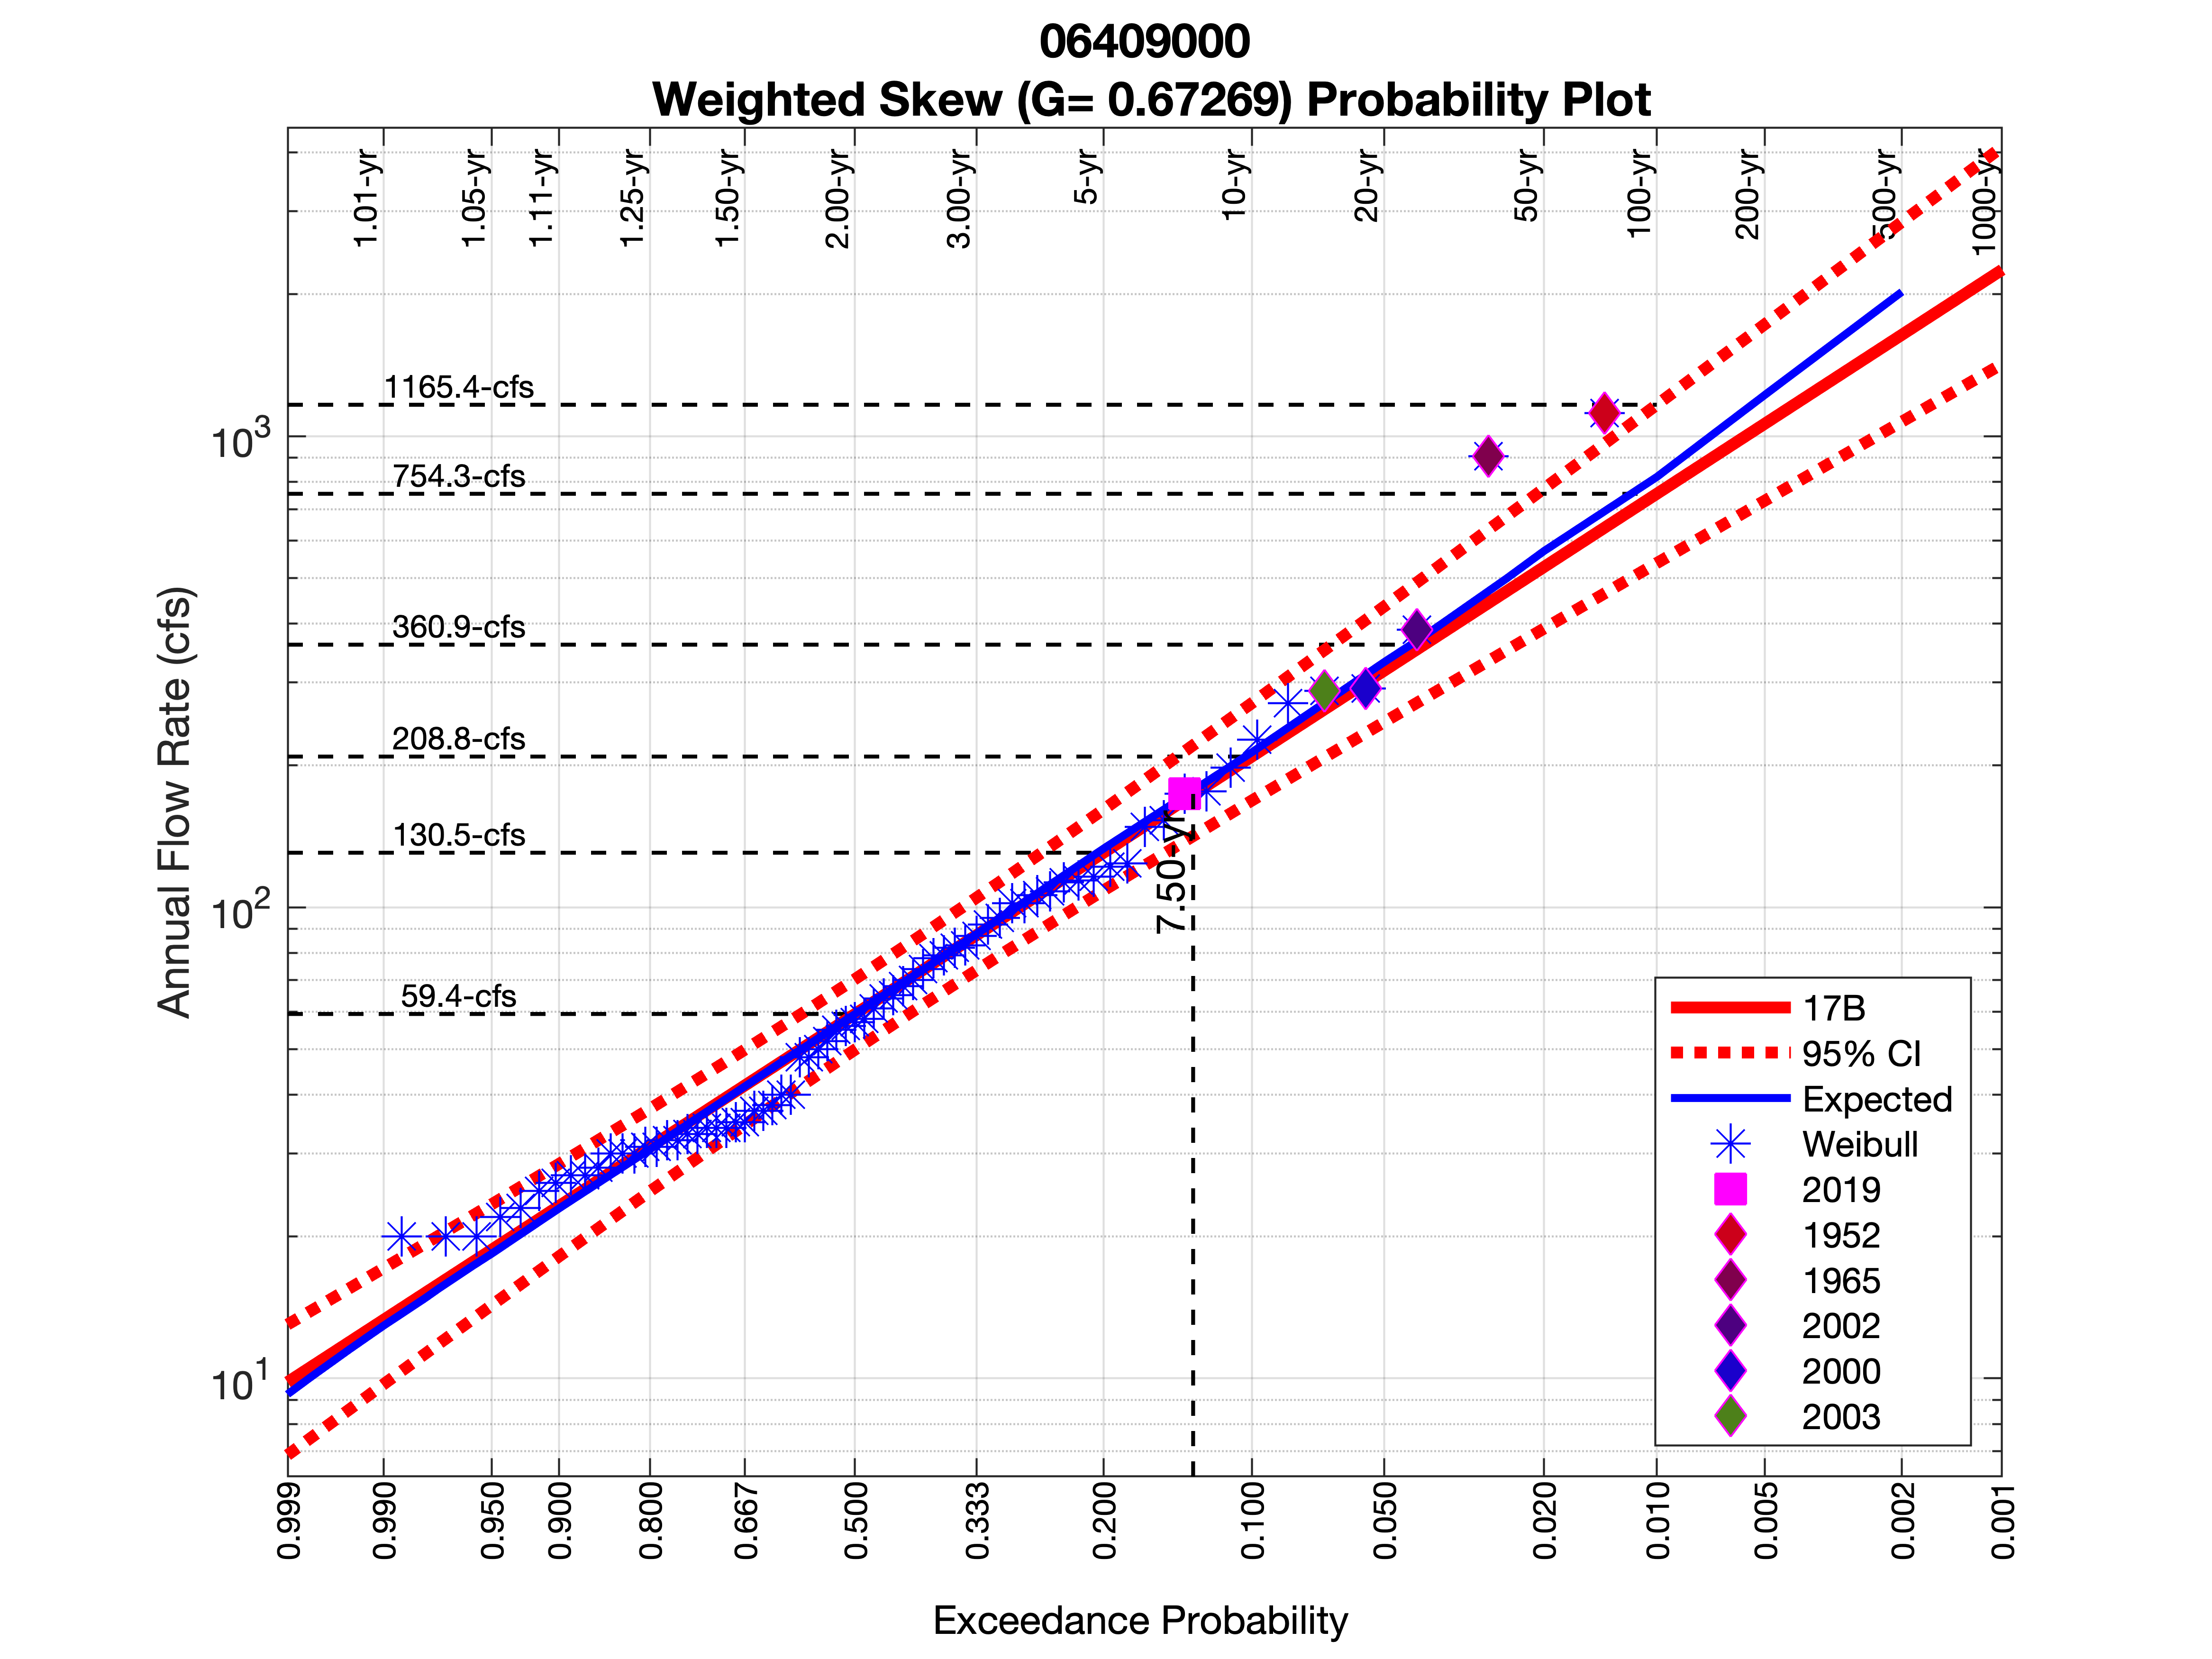 06409000
Weighted Skew (G= 0.67269) Probability Plot
1.01-yr
1.05-yr
1.11-yr
1.25-yr
1.50-yr
2.00-yr
3.00-yr
5-yr
10-yr
20-yr
50-yr
100-yr
200-yr
500-yr
1000-yr
1165.4-cfs
754.3-cfs
360.9-cfs
208.8-cfs
130.5-cfs
59.4-cfs
7.50 yr
Annual Flow Rate (cfs)
10³
10²
10¹
17B
95% CI
Expected
Weibull
2019
1952
1965
2002
2000
2003
0.999
0.990
0.950
0.900
0.800
0.667
0.500
0.333
0.200
0.100
0.050
0.020
0.010
0.005
0.002
0.001
Exceedance Probability